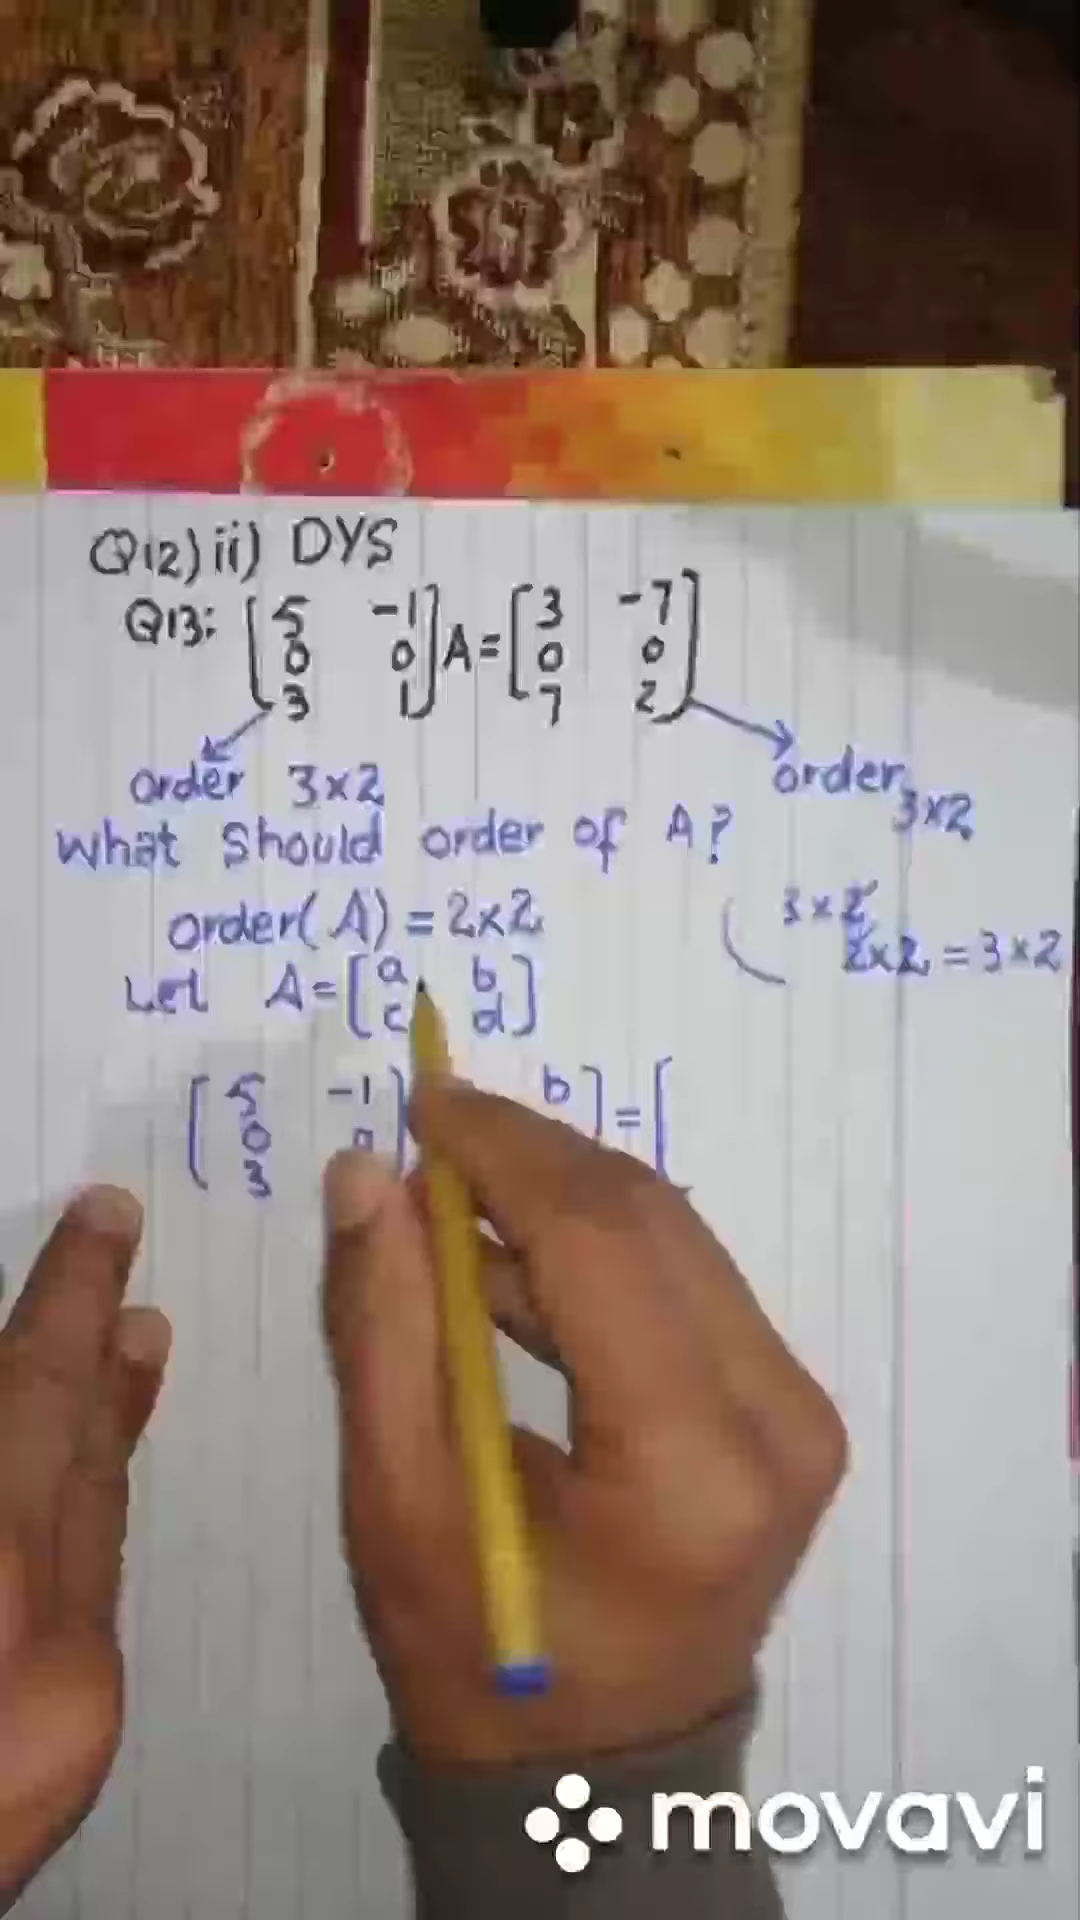 Q12) ii) DYS
Q13: [5 -1] A = [3 -7]
0 0 0 0
3 1 7 2
order 3×2 order 3×2
What should order of A?
3×2
order(A) = 2×2 2×2 = 3×2
Let A = [a b]
c d
[5 -1] b] = [
0 0
3
movavi